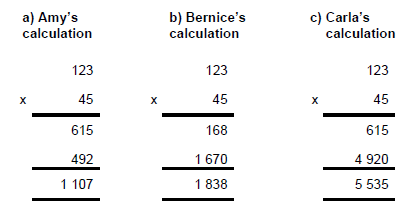 a) Amy's calculation
123
x 45
615
492
1 107
b) Bernice's calculation
123
x 45
168
1 670
1 838
c) Carla's calculation
123
x 45
615
4 920
5 535